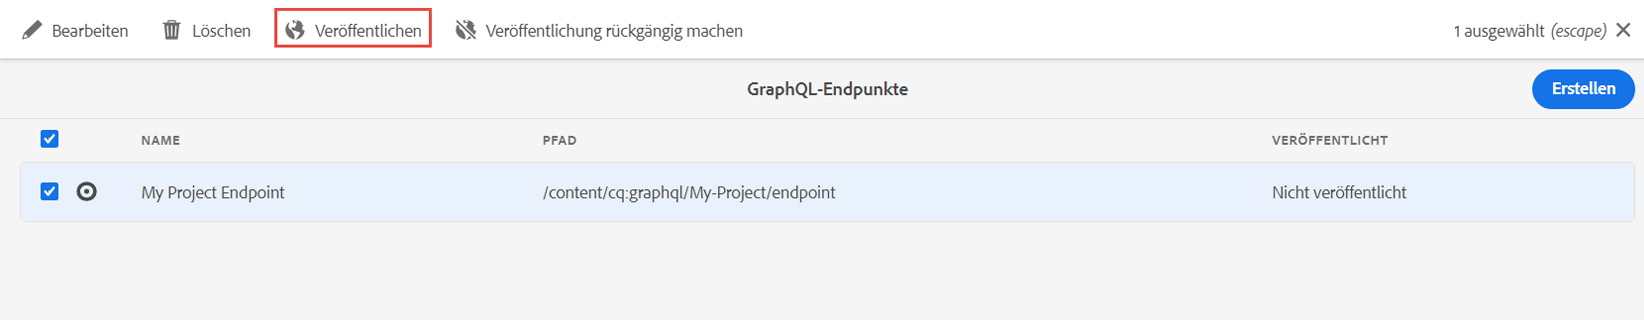 Bearbeiten Löschen Veröffentlichen Veröffentlichung rückgängig machen 1 ausgewählt (escape)
GraphQL-Endpunkte Erstellen
NAME PFAD VERÖFFENTLICHT
My Project Endpoint /content/cq:graphql/My-Project/endpoint Nicht veröffentlicht